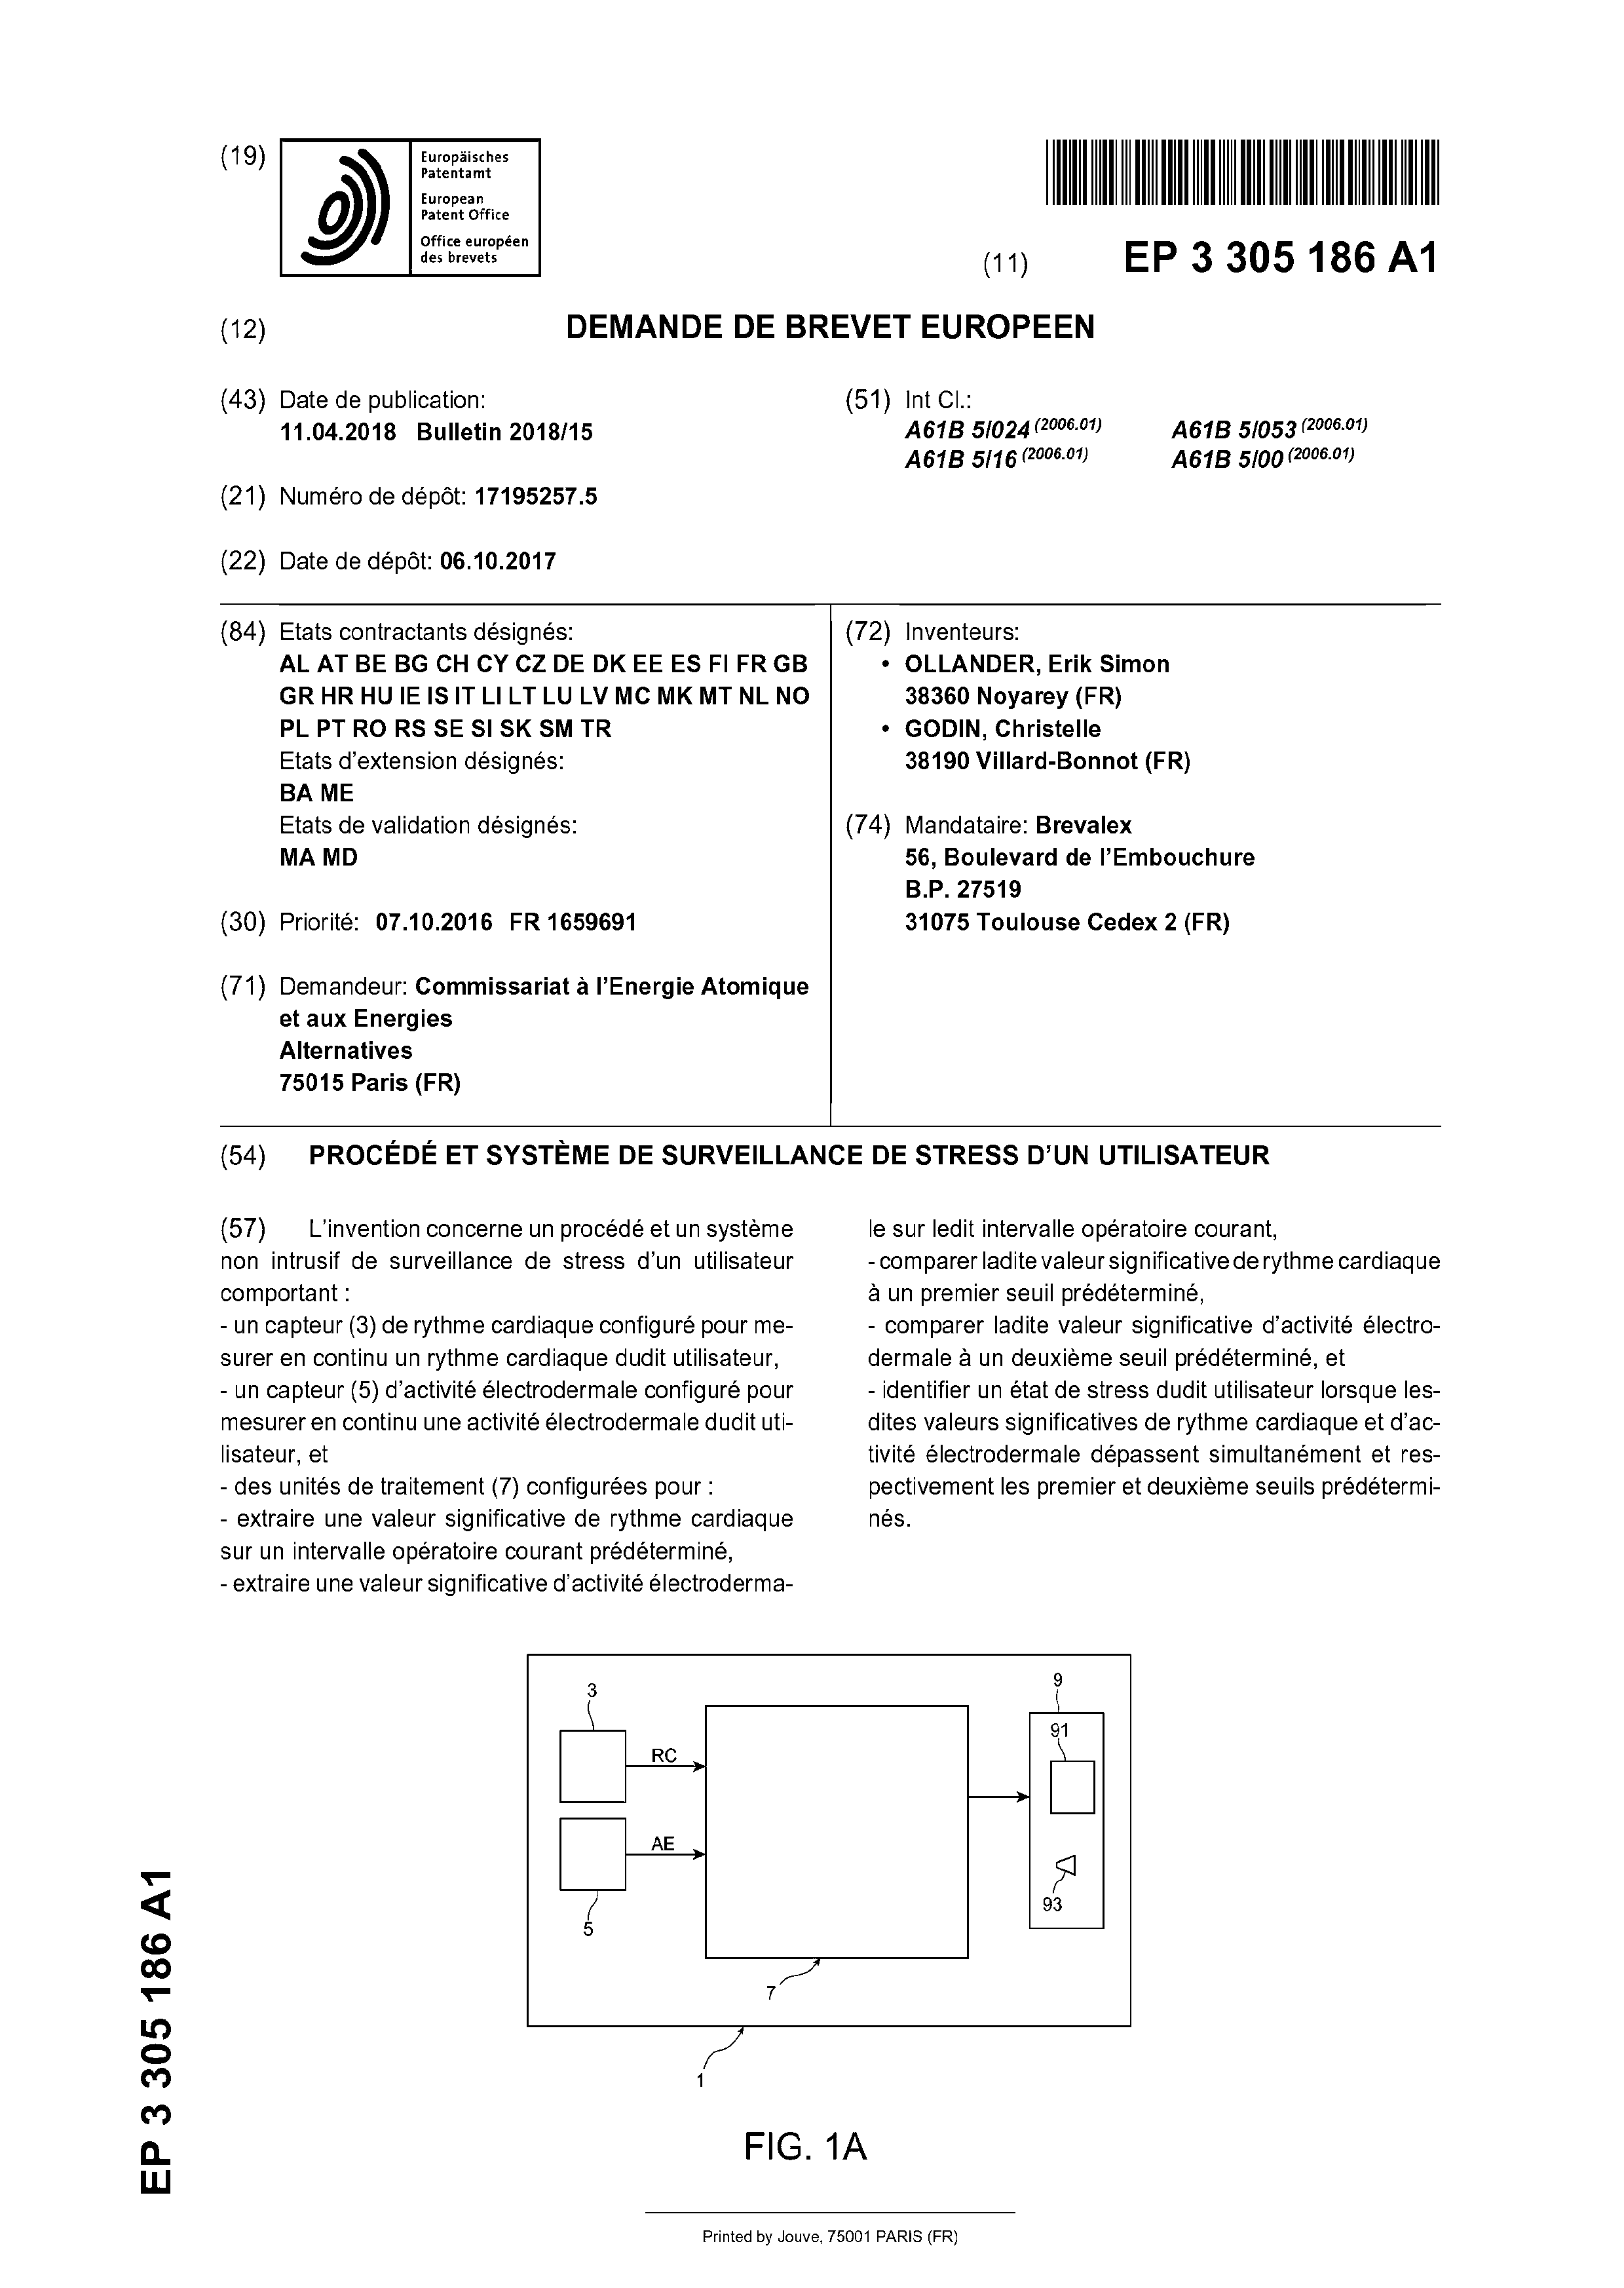 (19)
Europäisches
Patentamt
European
Patent Office
Office européen
des brevets
(11) EP 3 305 186 A1
(12) DEMANDE DE BREVET EUROPEEN
(43) Date de publication:
11.04.2018 Bulletin 2018/15
(21) Numéro de dépôt: 17195257.5
(22) Date de dépôt: 06.10.2017
(51) Int Cl.:
A61B 5/024 (2006.01) A61B 5/053 (2006.01)
A61B 5/16 (2006.01) A61B 5/00 (2006.01)
(84) Etats contractants désignés:
AL AT BE BG CH CY CZ DE DK EE ES FI FR GB
GR HR HU IE IS IT LI LT LU LV MC MK MT NL NO
PL PT RO RS SE SI SK SM TR
Etats d'extension désignés:
BA ME
Etats de validation désignés:
MA MD
(30) Priorité: 07.10.2016 FR 1659691
(71) Demandeur: Commissariat à l'Energie Atomique
et aux Energies
Alternatives
75015 Paris (FR)
(72) Inventeurs:
• OLLANDER, Erik Simon
38360 Noyarey (FR)
• GODIN, Christelle
38190 Villard-Bonnot (FR)
(74) Mandataire: Brevalex
56, Boulevard de l'Embouchure
B.P. 27519
31075 Toulouse Cedex 2 (FR)
(54) PROCÉDÉ ET SYSTÈME DE SURVEILLANCE DE STRESS D'UN UTILISATEUR
(57) L'invention concerne un procédé et un système
non intrusif de surveillance de stress d'un utilisateur
comportant :
- un capteur (3) de rythme cardiaque configuré pour me-
surer en continu un rythme cardiaque dudit utilisateur,
- un capteur (5) d'activité électrodermale configuré pour
mesurer en continu une activité électrodermale dudit uti-
lisateur, et
- des unités de traitement (7) configurées pour :
- extraire une valeur significative de rythme cardiaque
sur un intervalle opératoire courant prédéterminé,
- extraire une valeur significative d'activité électroderma-
le sur ledit intervalle opératoire courant,
- comparer ladite valeur significative de rythme cardiaque
à un premier seuil prédéterminé,
- comparer ladite valeur significative d'activité électro-
dermale à un deuxième seuil prédéterminé, et
- identifier un état de stress dudit utilisateur lorsque les-
dites valeurs significatives de rythme cardiaque et d'ac-
tivité électrodermale dépassent simultanément et res-
pectivement les premier et deuxième seuils prédétermi-
nés.
3
RC
AE
5
7
9
91
93
1
FIG. 1A
EP 3 305 186 A1
Printed by Jouve, 75001 PARIS (FR)